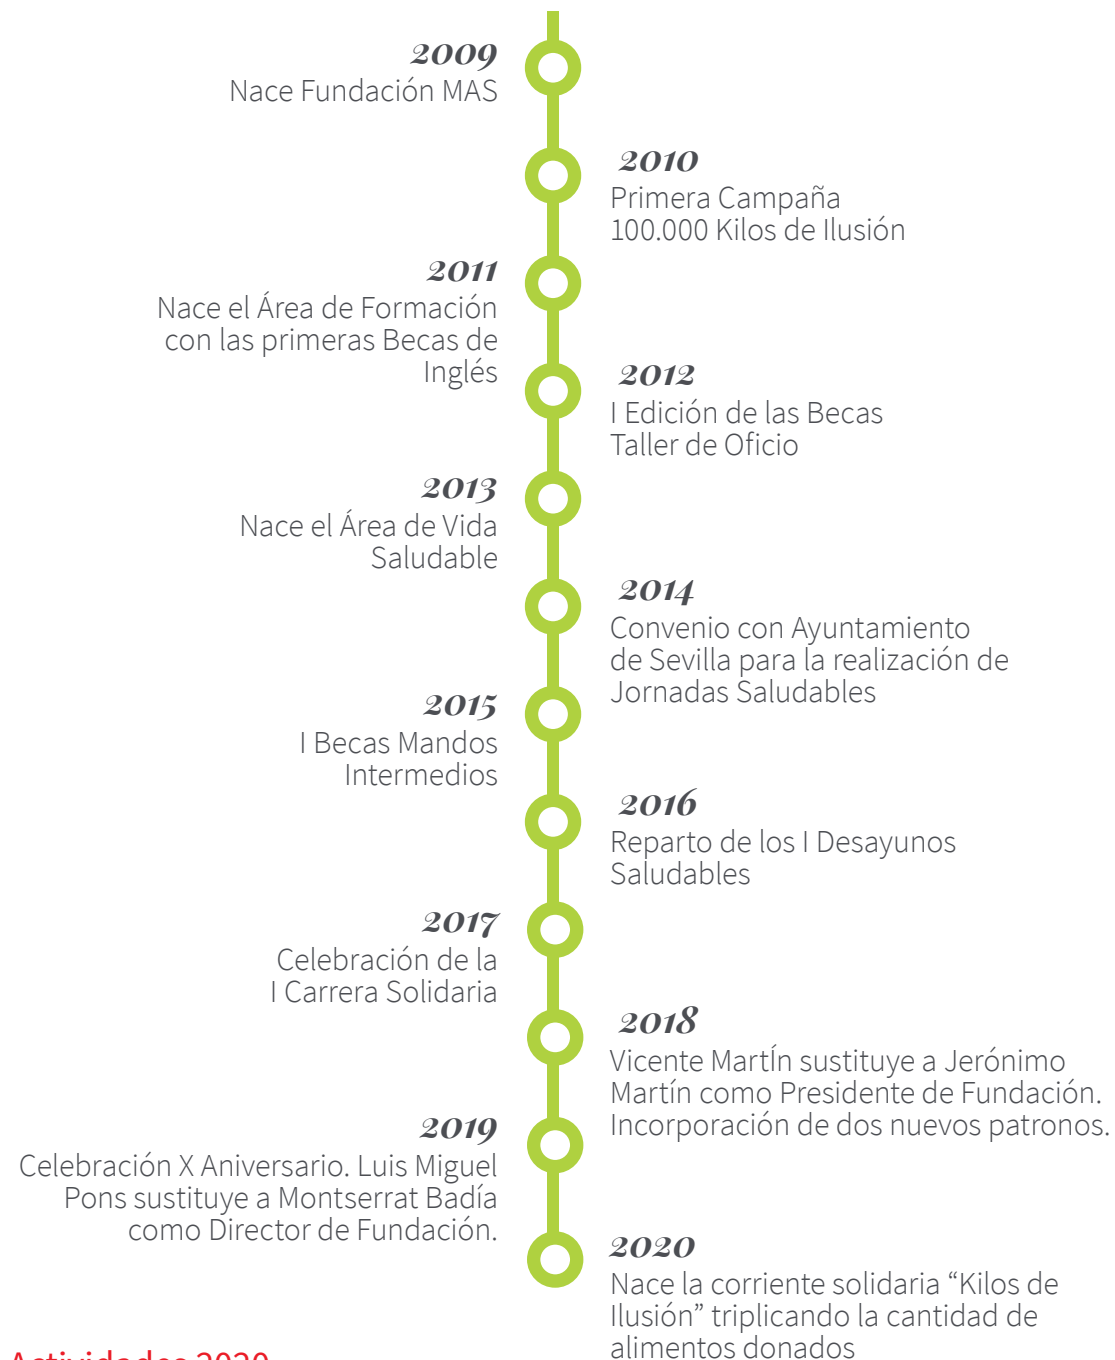 2009
Nace Fundación MAS
2010
Primera Campaña
100.000 Kilos de Ilusión
2011
Nace el Área de Formación
con las primeras Becas de
Inglés
2012
I Edición de las Becas
Taller de Oficio
2013
Nace el Área de Vida
Saludable
2014
Convenio con Ayuntamiento
de Sevilla para la realización de
Jornadas Saludables
2015
I Becas Mandos
Intermedios
2016
Reparto de los I Desayunos
Saludables
2017
Celebración de la
I Carrera Solidaria
2018
Vicente MartÍn sustituye a Jerónimo
Martín como Presidente de Fundación.
Incorporación de dos nuevos patronos.
2019
Celebración X Aniversario. Luis Miguel
Pons sustituye a Montserrat Badía
como Director de Fundación.
2020
Nace la corriente solidaria “Kilos de
Ilusión” triplicando la cantidad de
alimentos donados
Actividades 2020